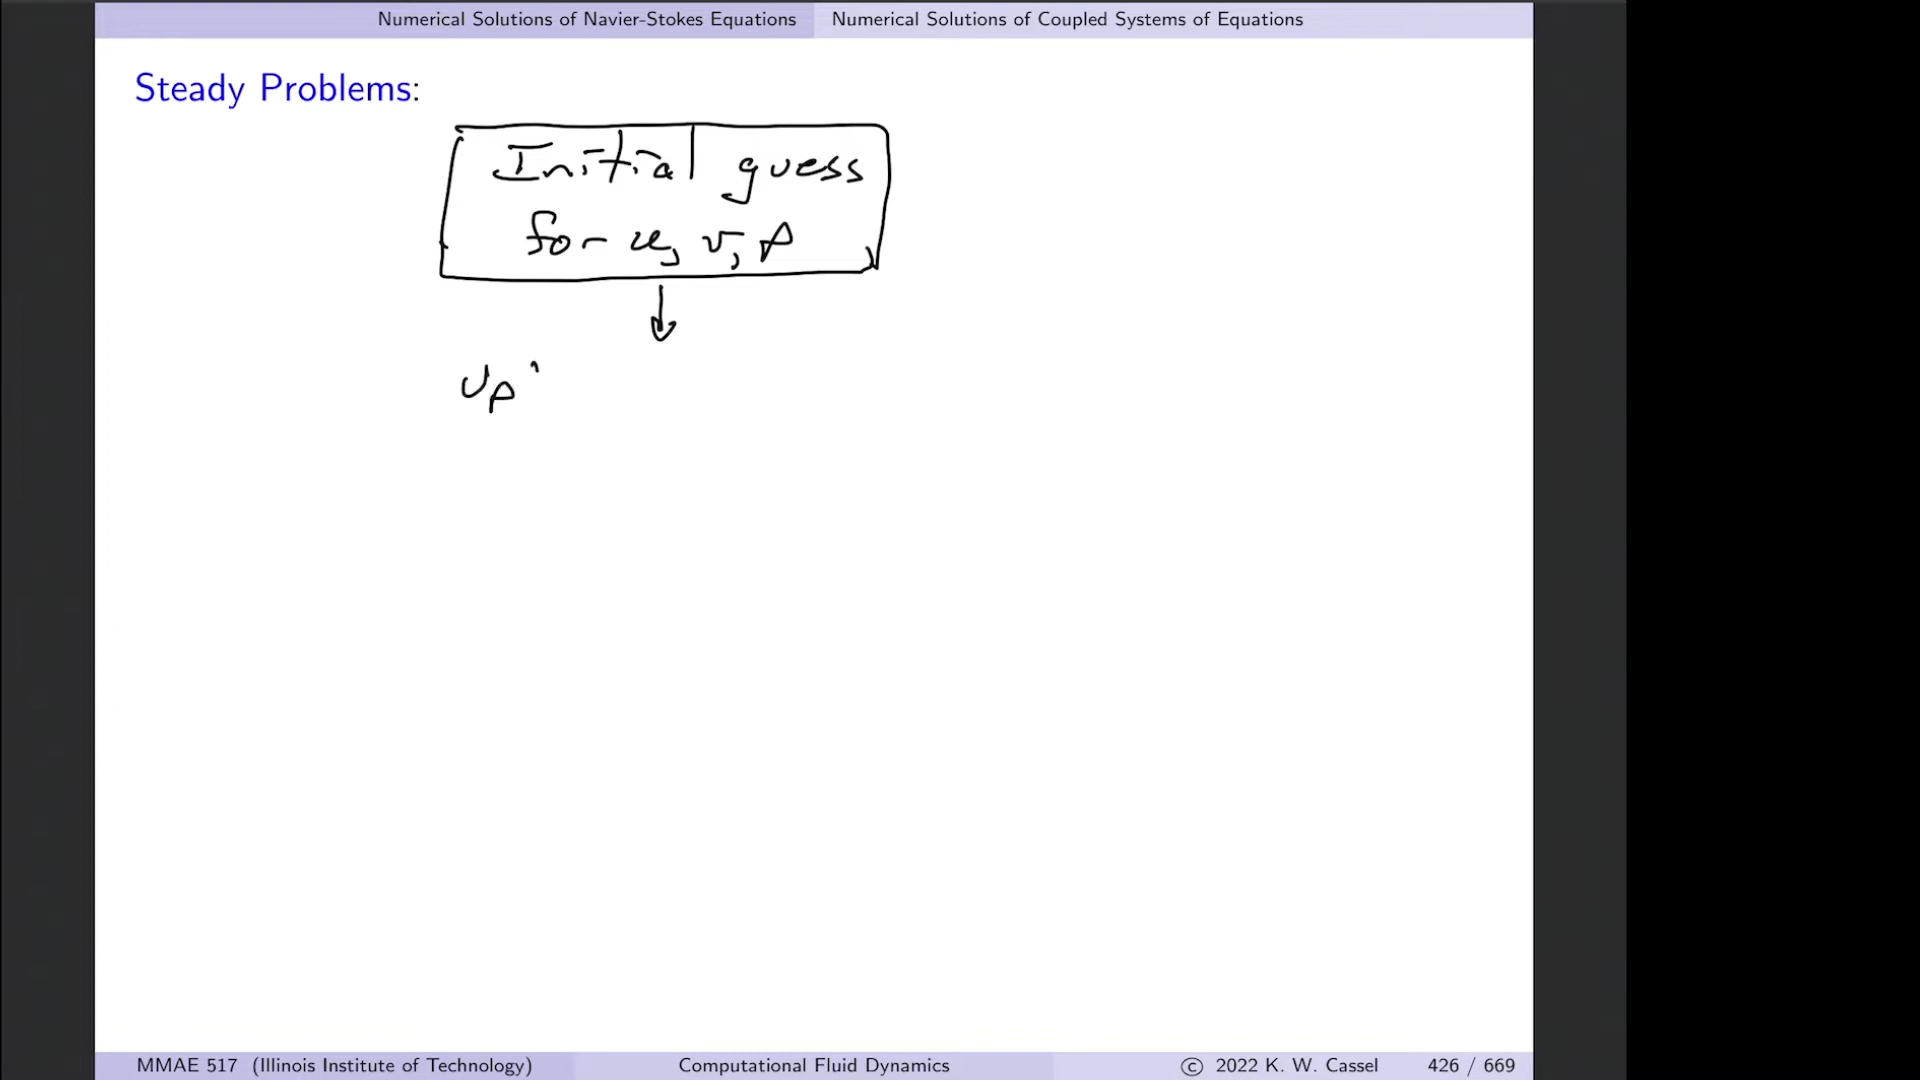 Numerical Solutions of Navier-Stokes Equations Numerical Solutions of Coupled Systems of Equations
Steady Problems:
Initial guess
for u, v, p
Up
MMAE 517 (Illinois Institute of Technology) Computational Fluid Dynamics © 2022 K. W. Cassel 426 / 669